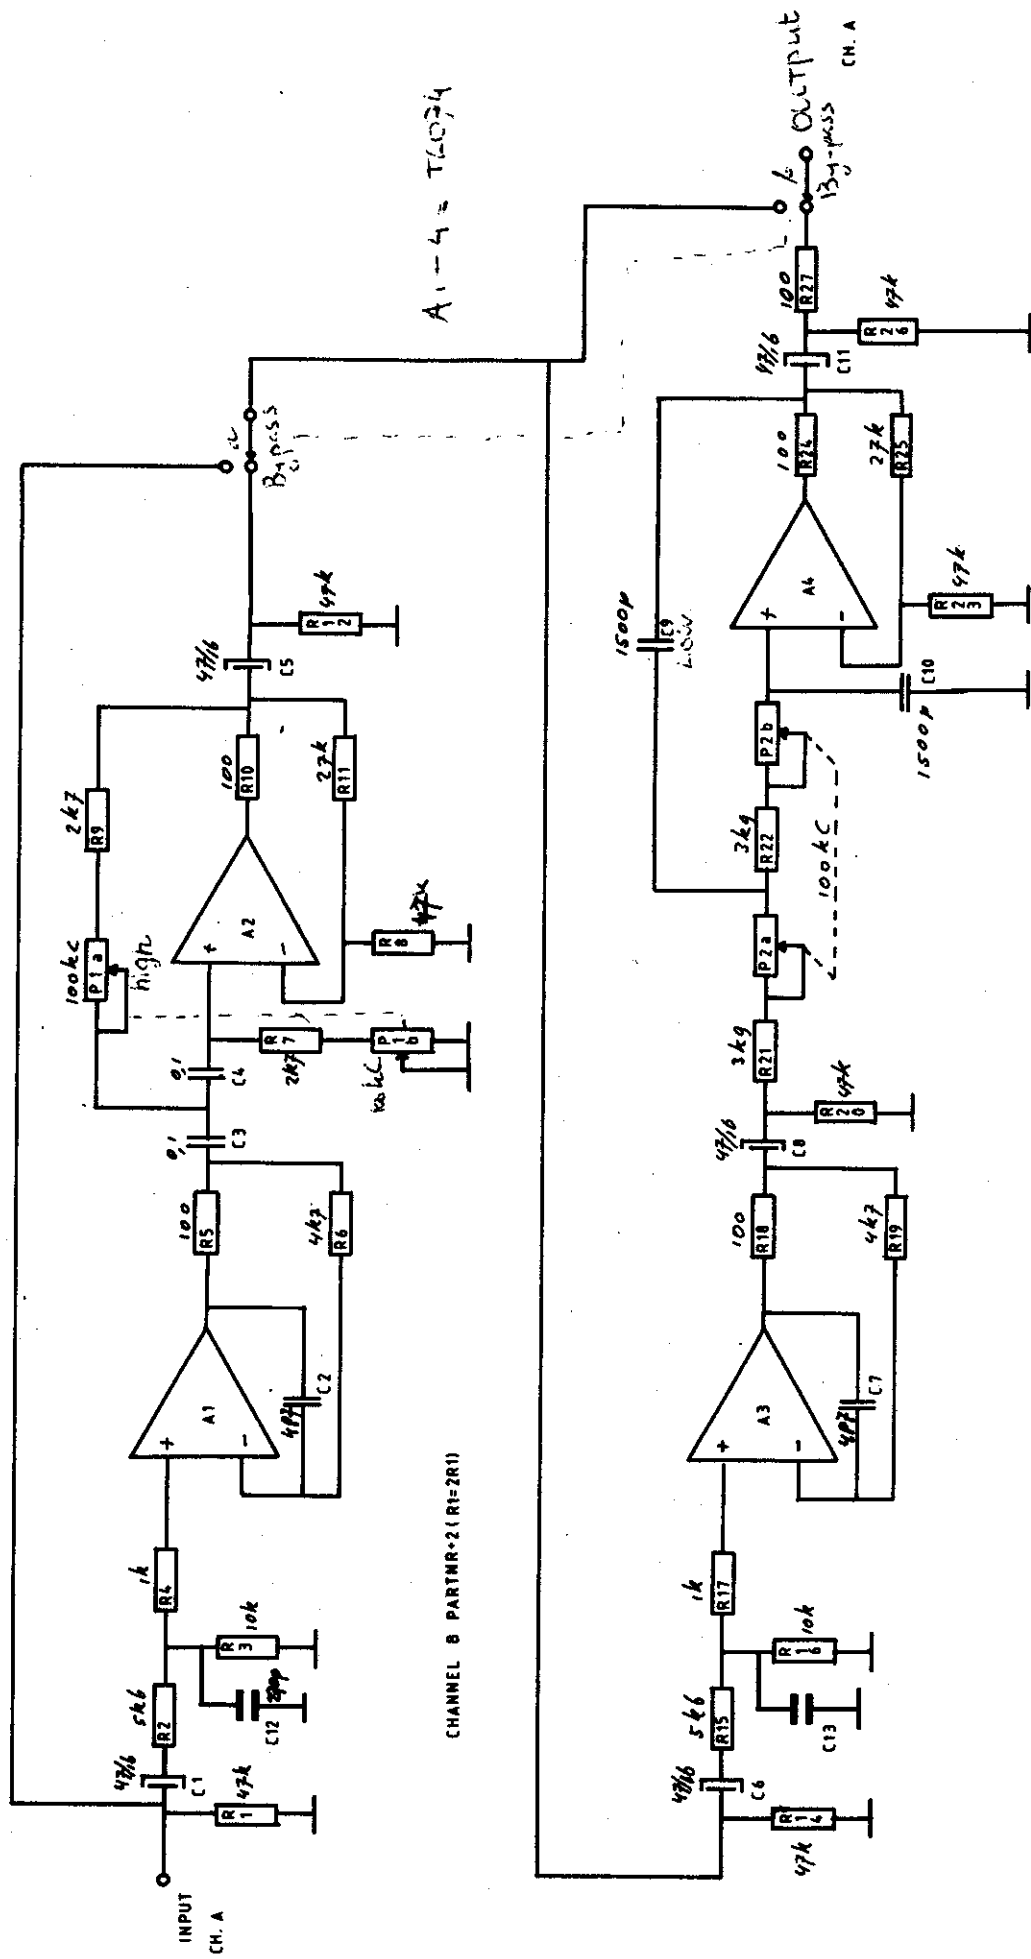 INPUT
CH. A
R1
47k
47/16
C1
5k6
R2
C12
R3
10k
1k
R4
A1
+
-
4p7
C2
100
R5
4k7
R6
0,1
C3
0,1
C4
100kC
P1a
high
2k7
R9
R7
2k7
P1b
A2
+
-
R8
100
R10
27k
R11
47/16
C5
R12
47k
a
Bypass
A1-4 = TL074
CHANNEL B PARTNR+2 (R1=2R1)
R14
47k
47/16
C6
5k6
R15
C13
R16
10k
1k
R17
A3
+
-
4p7
C7
100
R18
4k7
R19
47/16
C8
R20
47k
3k9
R21
P2a
3k9
R22
P2b
100kC
1500p
C9
Low
1500p
C10
A4
+
-
R23
47k
100
R24
27k
R25
47/16
C11
R26
47k
100
R27
b
By-pass
OUTPUT
CH. A